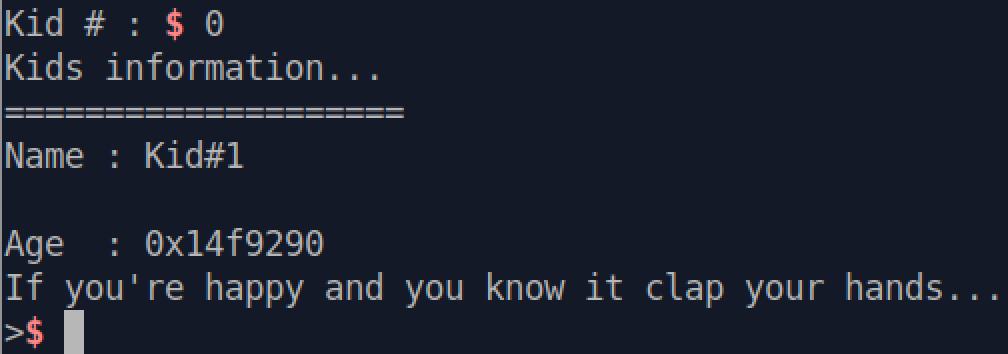 Kid # : $ 0
Kids information...
====================
Name : Kid#1
Age  : 0x14f9290
If you're happy and you know it clap your hands...
>$